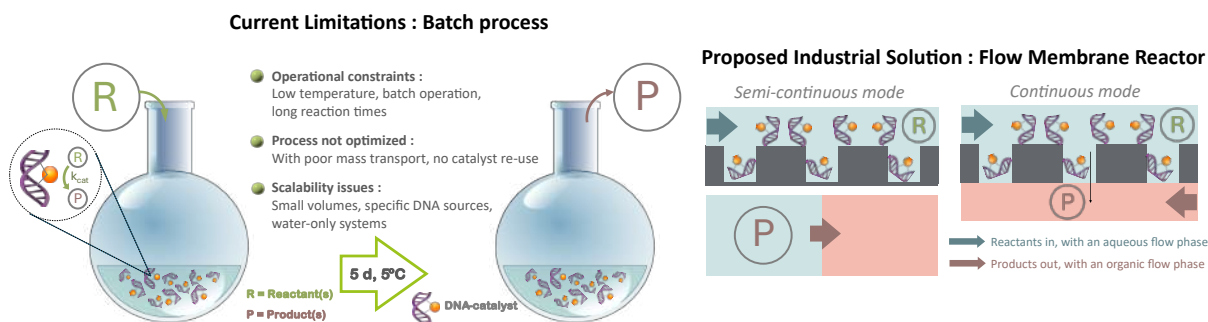 Current Limitations : Batch process
R
Operational constraints :
Low temperature, batch operation,
long reaction times
Process not optimized :
With poor mass transport, no catalyst re-use
Scalability issues :
Small volumes, specific DNA sources,
water-only systems
R
kcat
P
5 d, 5ºC
R = Reactant(s)
P = Product(s)
DNA-catalyst
P
Proposed Industrial Solution : Flow Membrane Reactor
Semi-continuous mode
Continuous mode
R
R
P
P
Reactants in, with an aqueous flow phase
Products out, with an organic flow phase